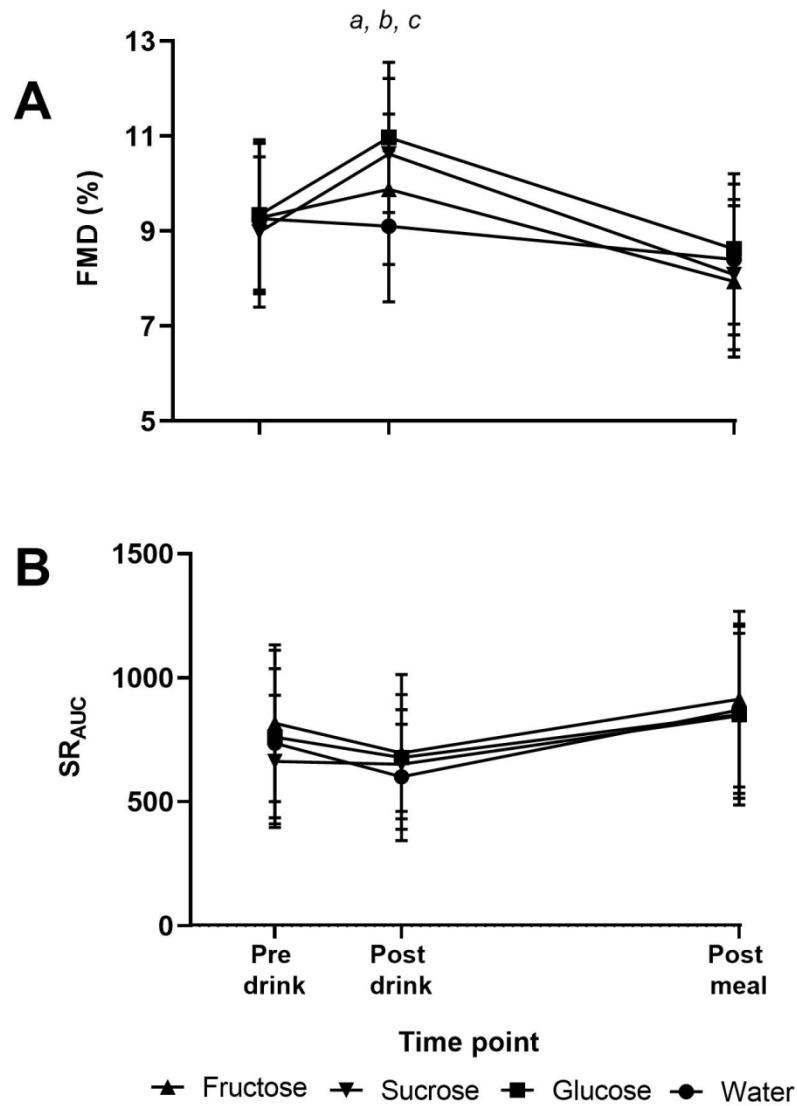 a, b, c
A
13
11
9
7
5
FMD (%)
B
1500
1000
500
0
SRAUC
Pre drink
Post drink
Post meal
Time point
Fructose Sucrose Glucose Water